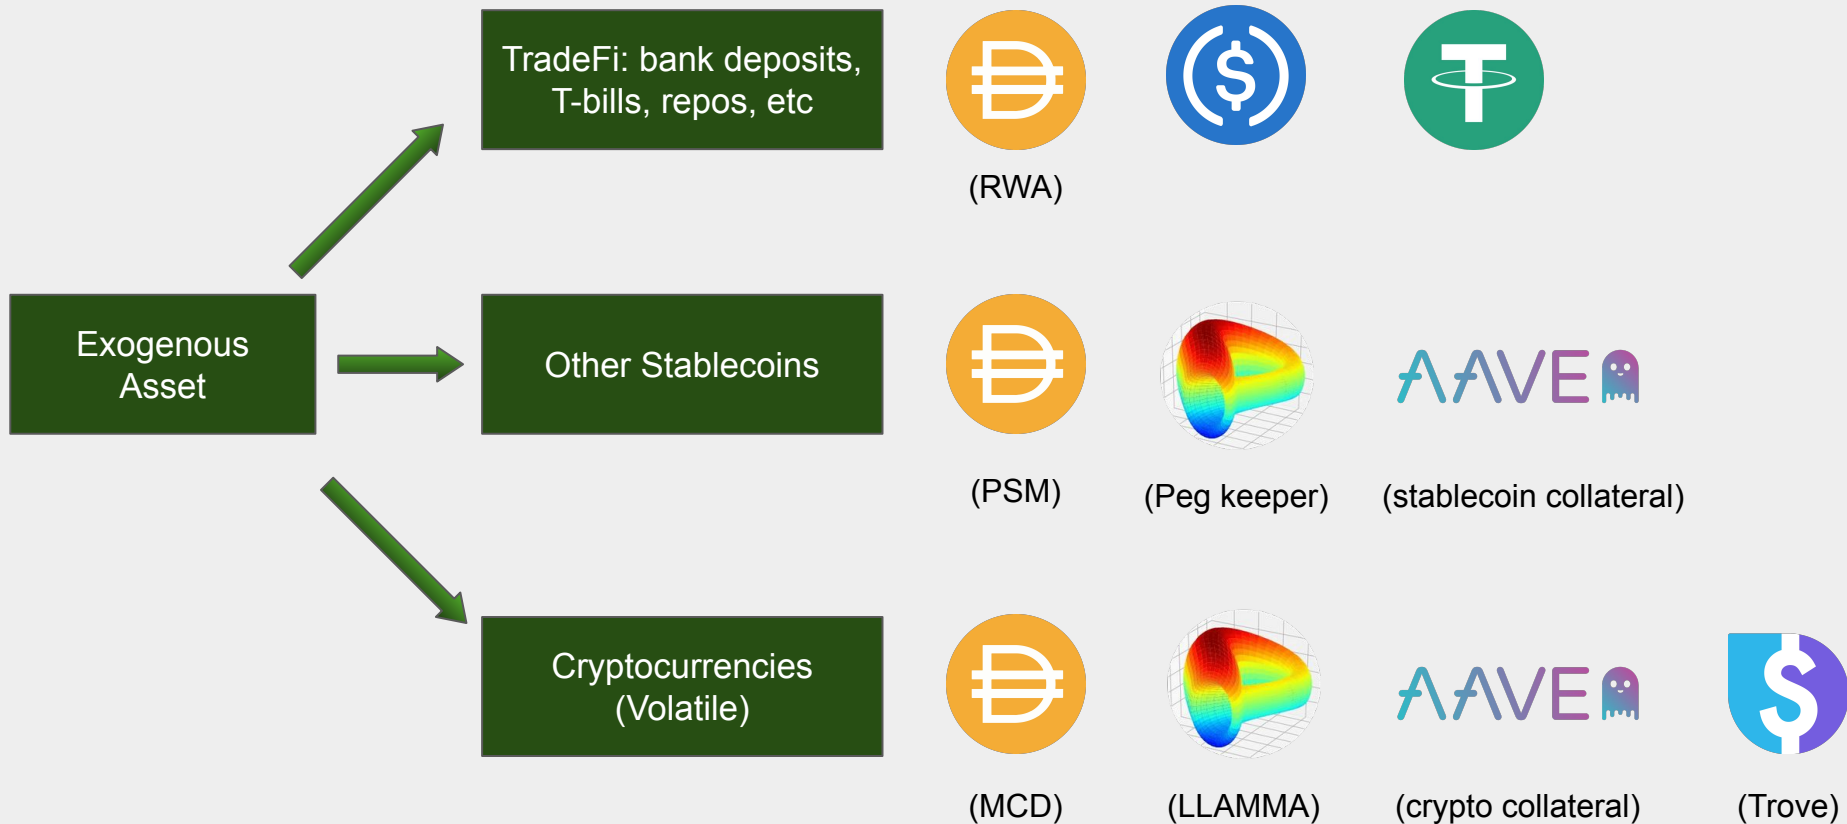 TradeFi: bank deposits,
T-bills, repos, etc
(RWA)
Exogenous
Asset
Other Stablecoins
AAVE
(PSM)
(Peg keeper)
(stablecoin collateral)
Cryptocurrencies
(Volatile)
AAVE
(MCD)
(LLAMMA)
(crypto collateral)
(Trove)